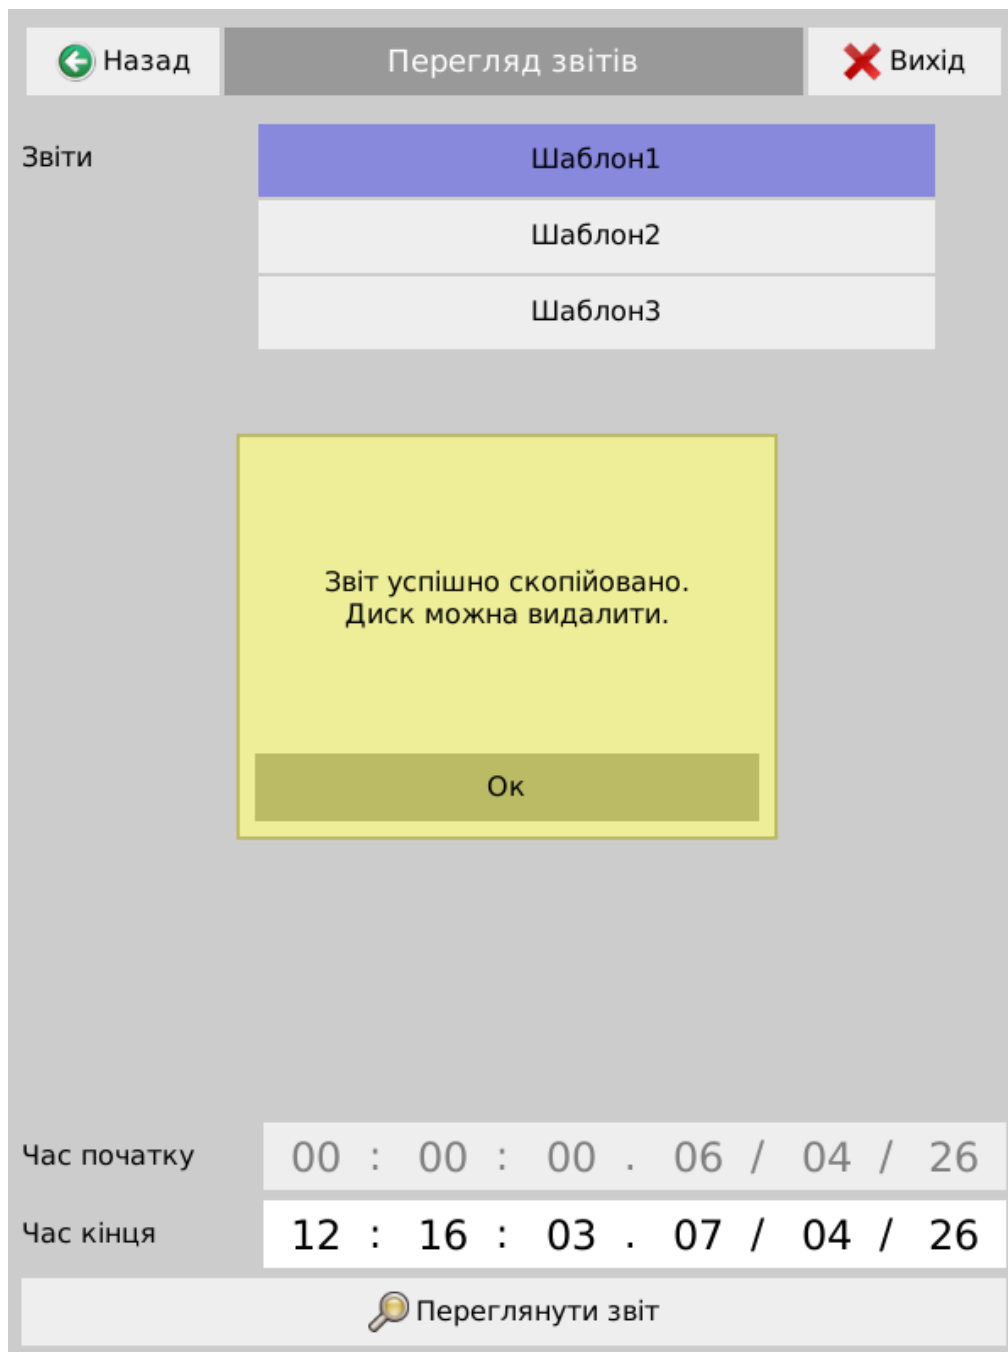 Назад Перегляд звітів Вихід
Звіти
Шаблон1
Шаблон2
Шаблон3
Звіт успішно скопійовано.
Диск можна видалити.
Ок
Час початку 00 : 00 : 00 . 06 / 04 / 26
Час кінця 12 : 16 : 03 . 07 / 04 / 26
Переглянути звіт